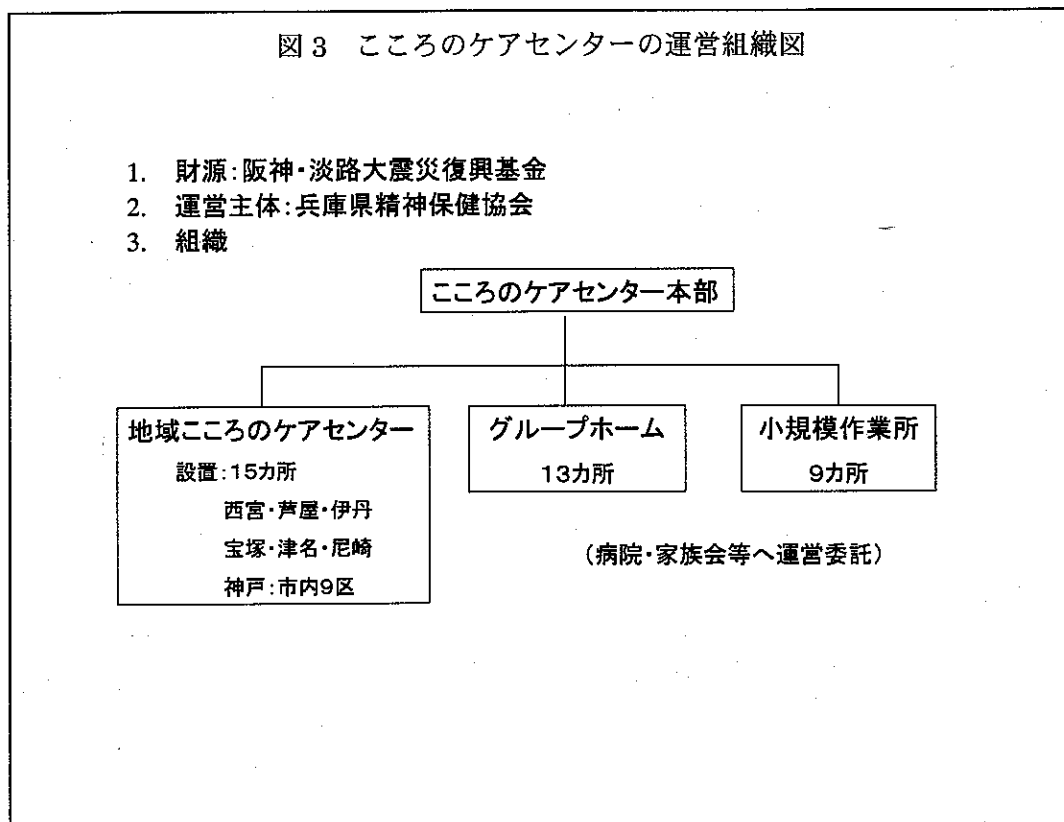 図3 こころのケアセンターの運営組織図
1. 財源:阪神・淡路大震災復興基金
2. 運営主体:兵庫県精神保健協会
3. 組織
こころのケアセンター本部
地域こころのケアセンター
設置:15カ所
西宮・芦屋・伊丹
宝塚・津名・尼崎
神戸:市内9区
グループホーム
13カ所
小規模作業所
9カ所
(病院・家族会等へ運営委託)